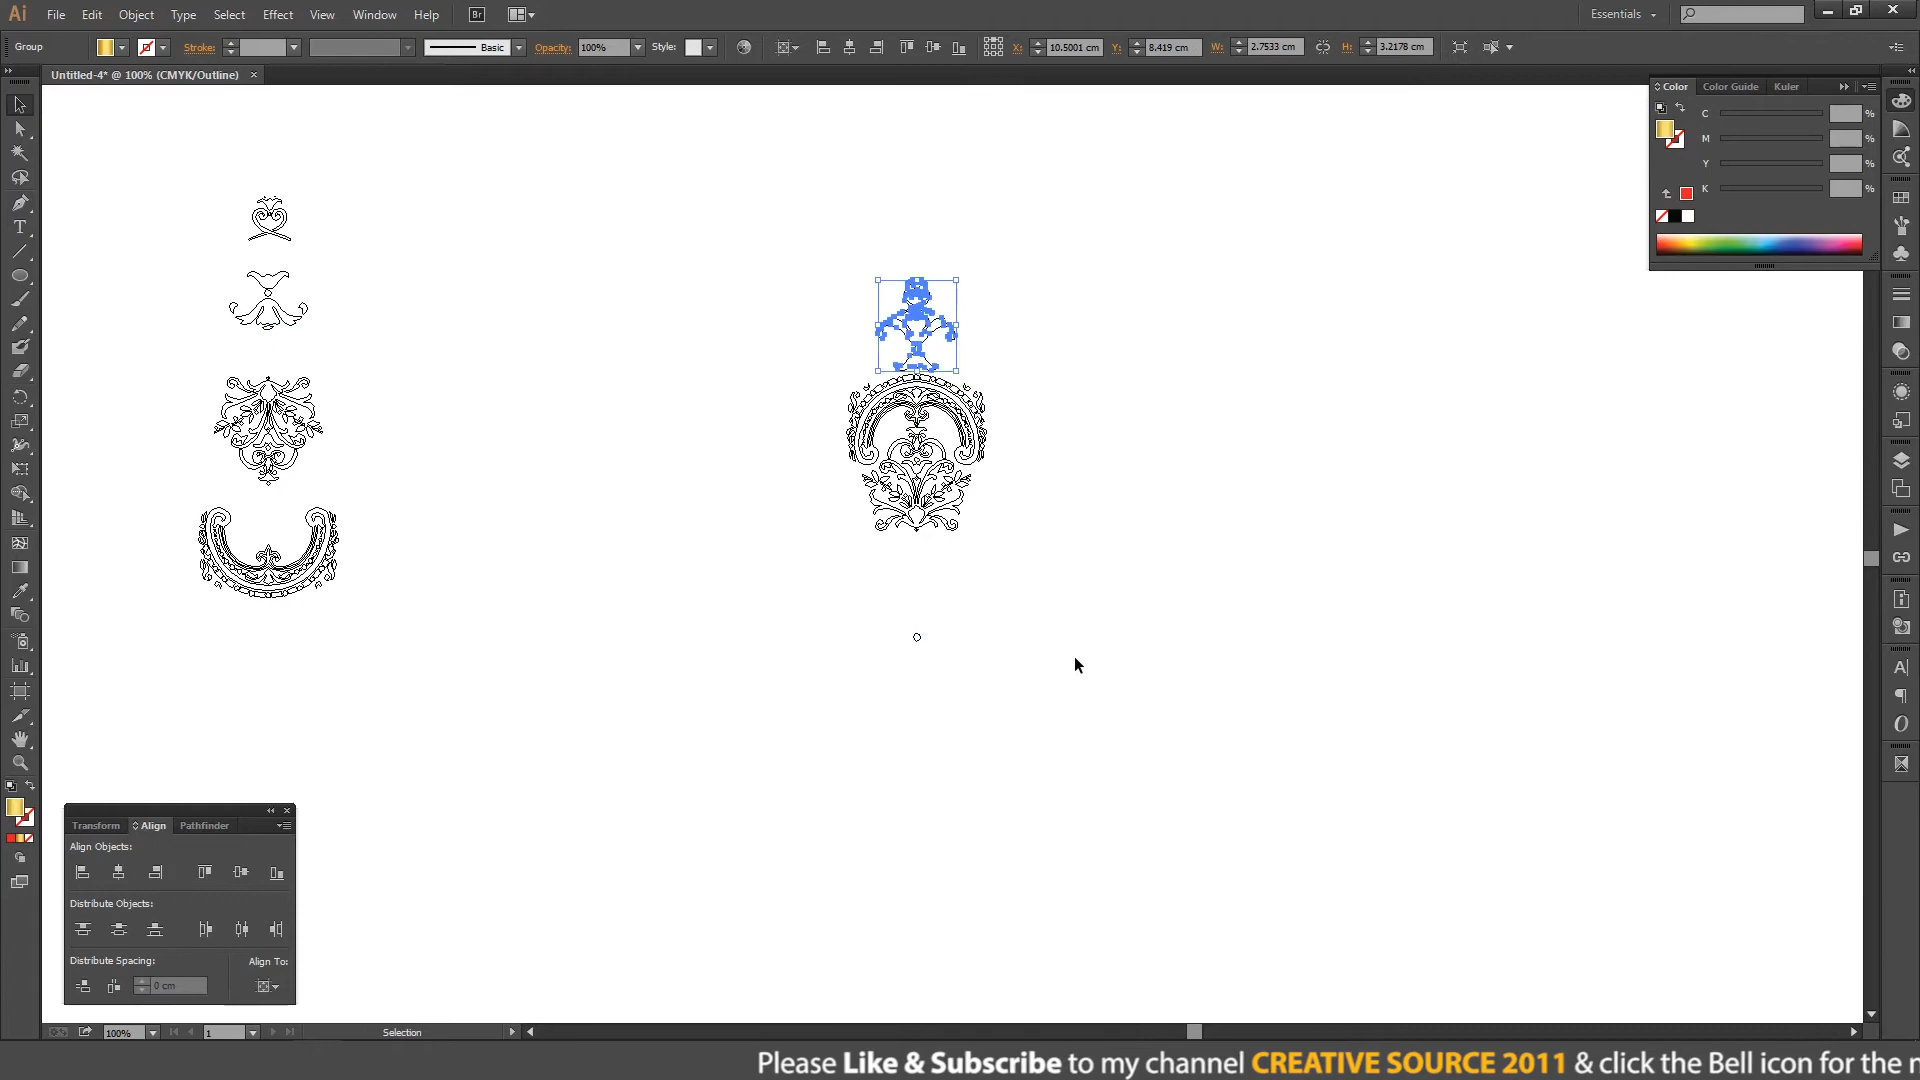 Ai File Edit Object Type Select Effect View Window Help Br Essentials
Group Stroke: Basic Opacity: 100% Style: X: 10.5001 cm Y: 8.419 cm W: 2.7533 cm H: 3.2178 cm
Untitled-4* @ 100% (CMYK/Outline) ×
Color Color Guide Kuler
C %
M %
Y %
K %
Transform Align Pathfinder
Align Objects:
Distribute Objects:
Distribute Spacing: Align To:
0 cm
100% 1 Selection
Please Like & Subscribe to my channel CREATIVE SOURCE 2011 & click the Bell icon for the